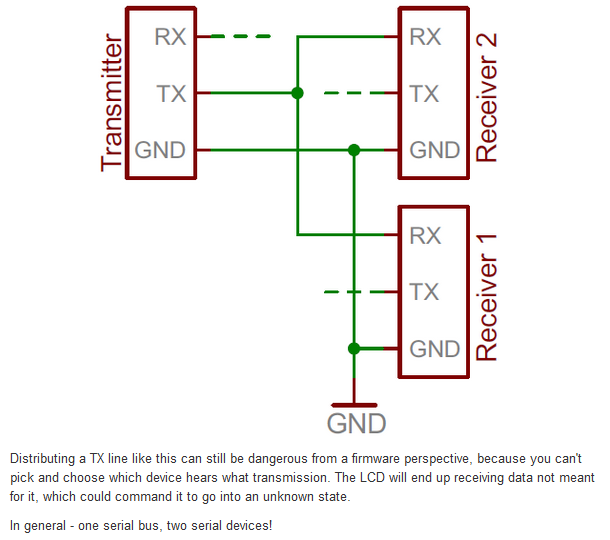 Transmitter
RX
TX
GND
RX
TX
GND
Receiver 2
RX
TX
GND
Receiver 1
GND
Distributing a TX line like this can still be dangerous from a firmware perspective, because you can't
pick and choose which device hears what transmission. The LCD will end up receiving data not meant
for it, which could command it to go into an unknown state.
In general - one serial bus, two serial devices!